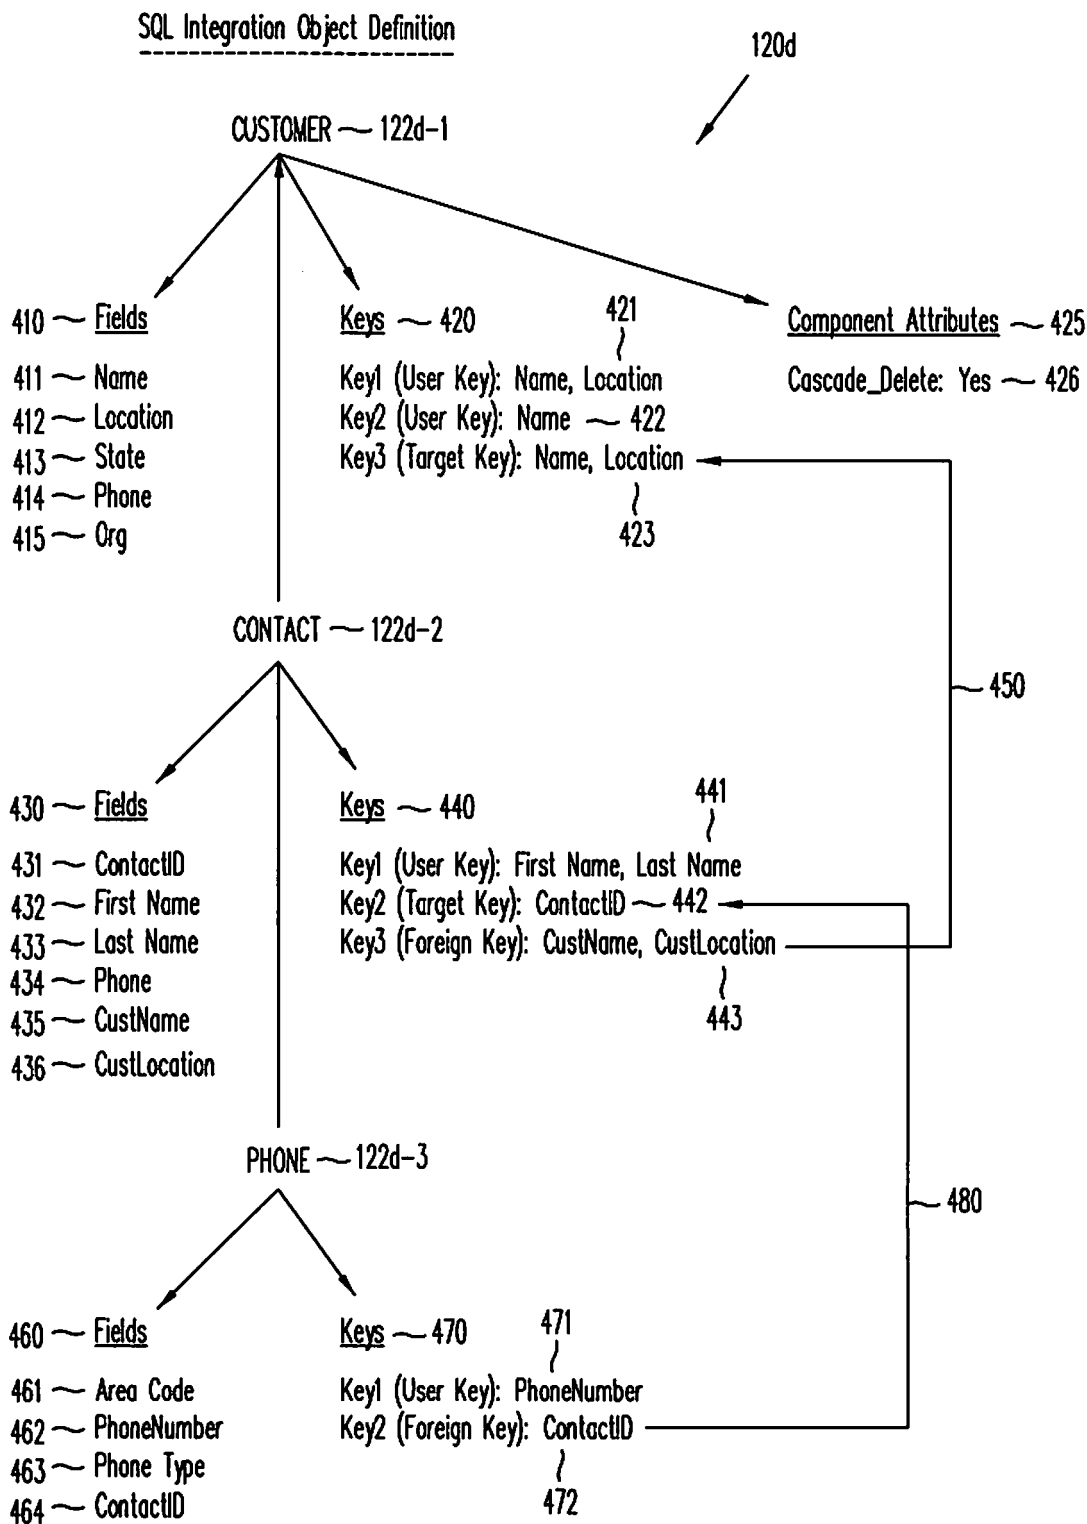 SQL Integration Object Definition
120d
CUSTOMER 122d-1
410 Fields
411 Name
412 Location
413 State
414 Phone
415 Org
Keys 420
421
Key1 (User Key): Name, Location
Key2 (User Key): Name 422
Key3 (Target Key): Name, Location
423
Component Attributes 425
Cascade_Delete: Yes 426
CONTACT 122d-2
450
430 Fields
431 ContactID
432 First Name
433 Last Name
434 Phone
435 CustName
436 CustLocation
Keys 440
441
Key1 (User Key): First Name, Last Name
Key2 (Target Key): ContactID 442
Key3 (Foreign Key): CustName, CustLocation
443
PHONE 122d-3
480
460 Fields
461 Area Code
462 PhoneNumber
463 Phone Type
464 ContactID
Keys 470
471
Key1 (User Key): PhoneNumber
Key2 (Foreign Key): ContactID
472